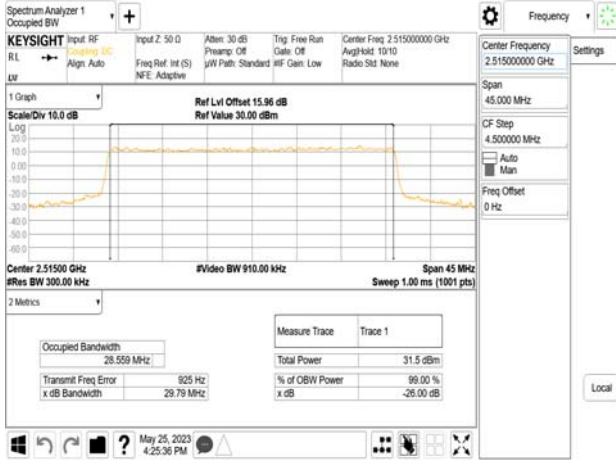 Spectrum Analyzer 1
Occupied BW
Frequency
KEYSIGHT
Input: RF
Coupling: DC
Align: Auto
Input Z: 50 Ω
Freq Ref: Int (S)
NFE: Adaptive
Atten: 30 dB
Preamp: Off
µW Path: Standard
Trig: Free Run
Gate: Off
#IF Gain: Low
Center Freq: 2.515000000 GHz
Avg|Hold: 10/10
Radio Std: None
RL
Center Frequency
2.515000000 GHz
Settings
Span
45.000 MHz
CF Step
4.500000 MHz
Auto
Man
Freq Offset
0 Hz
1 Graph
Scale/Div 10.0 dB
Ref Lvl Offset 15.96 dB
Ref Value 30.00 dBm
Log
20.0
10.0
0.00
-10.0
-20.0
-30.0
-40.0
-50.0
-60.0
Center 2.51500 GHz
#Video BW 910.00 kHz
Span 45 MHz
#Res BW 300.00 kHz
Sweep 1.00 ms (1001 pts)
2 Metrics
Measure Trace
Trace 1
Occupied Bandwidth
28.559 MHz
Total Power
31.5 dBm
Transmit Freq Error
925 Hz
% of OBW Power
99.00 %
x dB Bandwidth
29.79 MHz
x dB
-26.00 dB
Local
May 25, 2023
4:25:36 PM